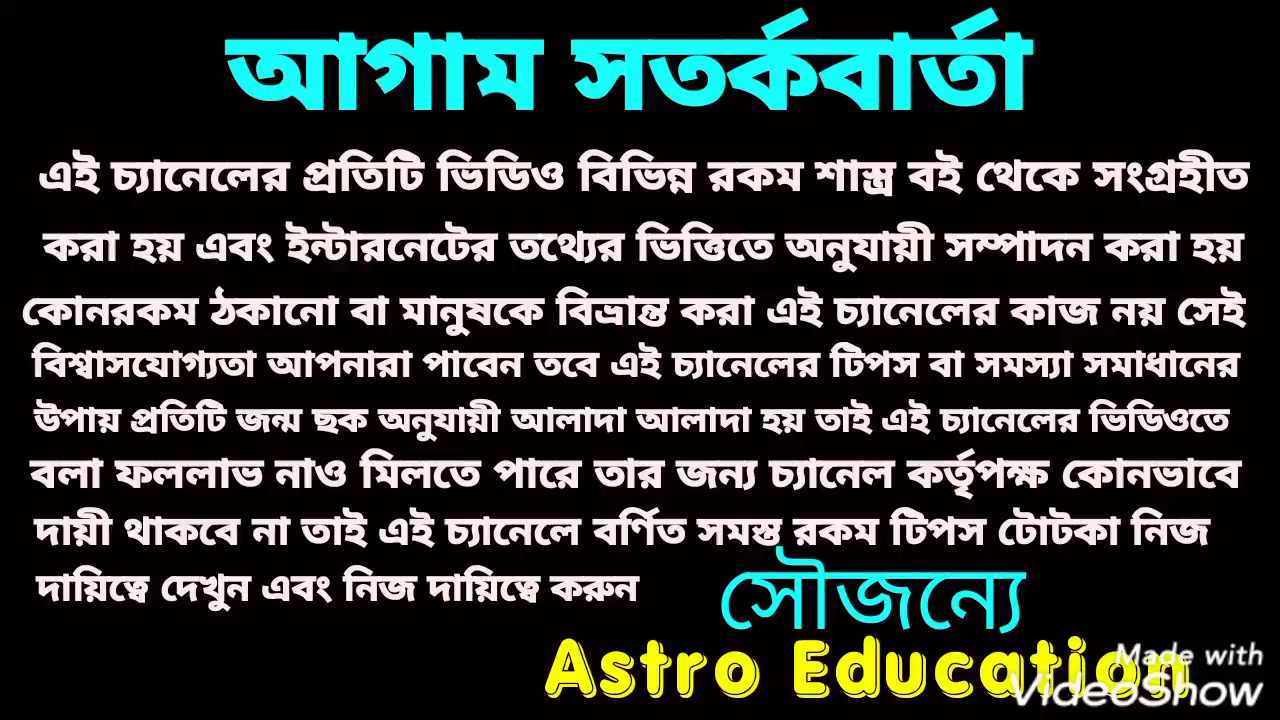 আগাম সতর্কবার্তা
এই চ্যানেলের প্রতিটি ভিডিও বিভিন্ন রকম শাস্ত্র বই থেকে সংগ্রহীত
করা হয় এবং ইন্টারনেটের তথ্যের ভিত্তিতে অনুযায়ী সম্পাদন করা হয়
কোনরকম ঠকানো বা মানুষকে বিভ্রান্ত করা এই চ্যানেলের কাজ নয় সেই
বিশ্বাসযোগ্যতা আপনারা পাবেন তবে এই চ্যানেলের টিপস বা সমস্যা সমাধানের
উপায় প্রতিটি জন্ম ছক অনুযায়ী আলাদা আলাদা হয় তাই এই চ্যানেলের ভিডিওতে
বলা ফললাভ নাও মিলতে পারে তার জন্য চ্যানেল কর্তৃপক্ষ কোনভাবে
দায়ী থাকবে না তাই এই চ্যানেলে বর্ণিত সমস্ত রকম টিপস টোটকা নিজ
দায়িত্বে দেখুন এবং নিজ দায়িত্বে করুন
সৌজন্যে
Astro Education
Made with
VideoShow